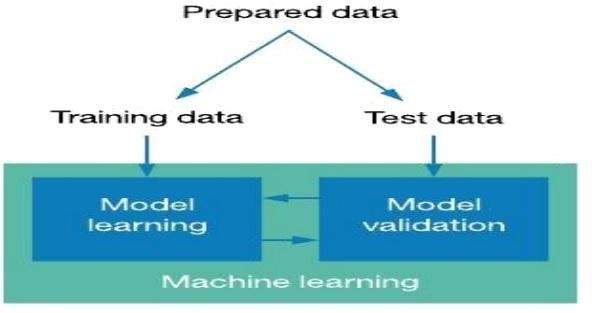 Prepared data
Training data
Test data
Model
learning
Model
validation
Machine learning